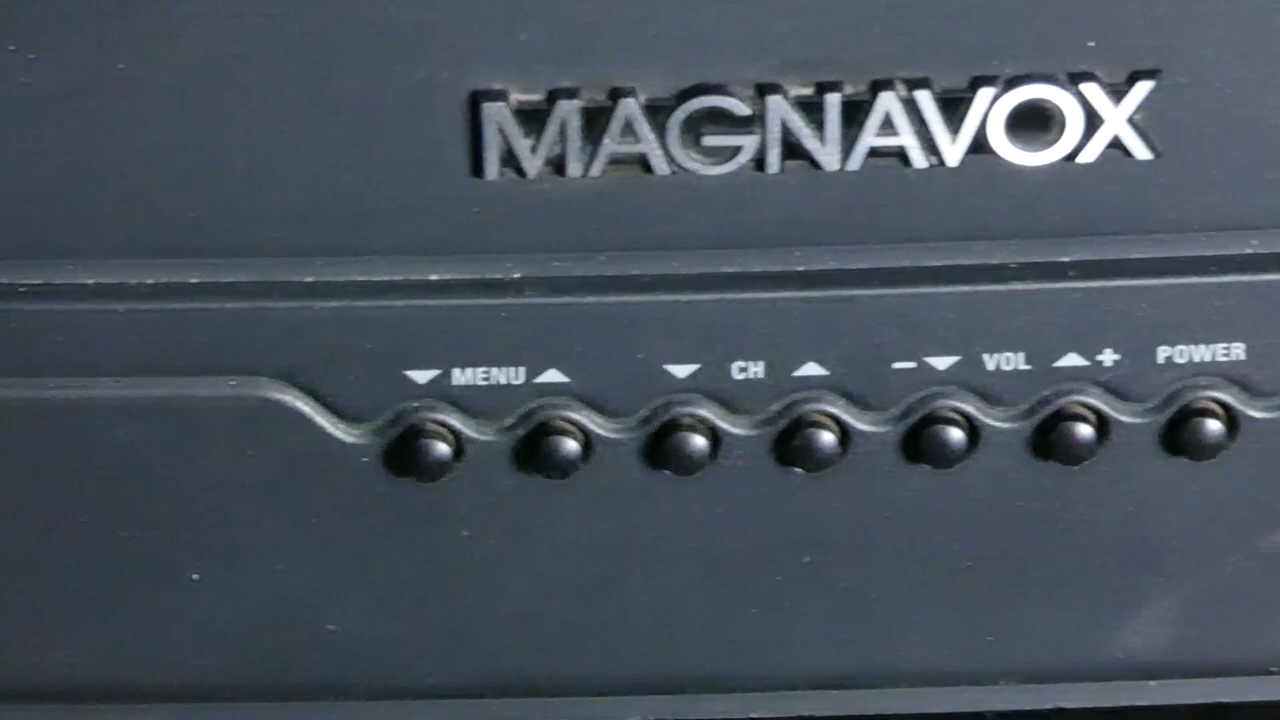 MAGNAVOX
▼ MENU ▲ ▼ CH ▲ −▼ VOL ▲+ POWER